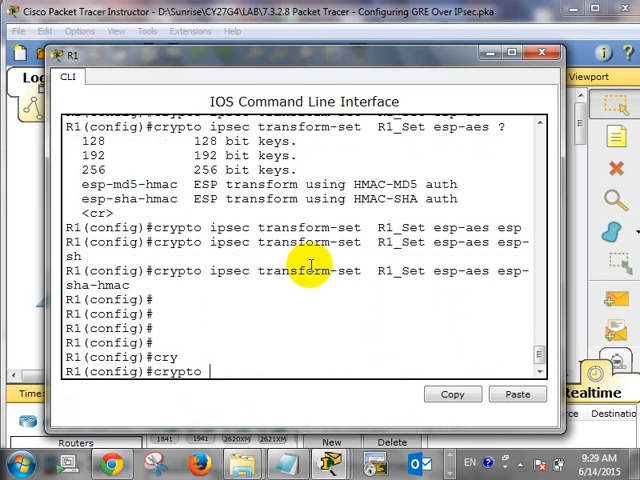 Cisco Packet Tracer Instructor - D:\Sunrise\CY27G4\LAB\7.3.2.8 Packet Tracer - Configuring GRE Over IPsec.pka
File Edit Options View Tools Extensions Help
R1
Log
Viewport
CLI
IOS Command Line Interface
R1(config)#crypto ipsec transform-set  R1_Set esp-aes ?
128 128 bit keys.
192 192 bit keys.
256 256 bit keys.
esp-md5-hmac ESP transform using HMAC-MD5 auth
esp-sha-hmac ESP transform using HMAC-SHA auth
<cr>
R1(config)#crypto ipsec transform-set  R1_Set esp-aes esp
R1(config)#crypto ipsec transform-set  R1_Set esp-aes esp-
sh
R1(config)#crypto ipsec transform-set  R1_Set esp-aes esp-
sha-hmac
R1(config)#
R1(config)#
R1(config)#
R1(config)#
R1(config)#cry
R1(config)#crypto
Copy Paste
Time: Realtime
Destinatio
Routers 1841 1941 2620XM 2621XM New Delete
EN 9:29 AM
6/14/2015